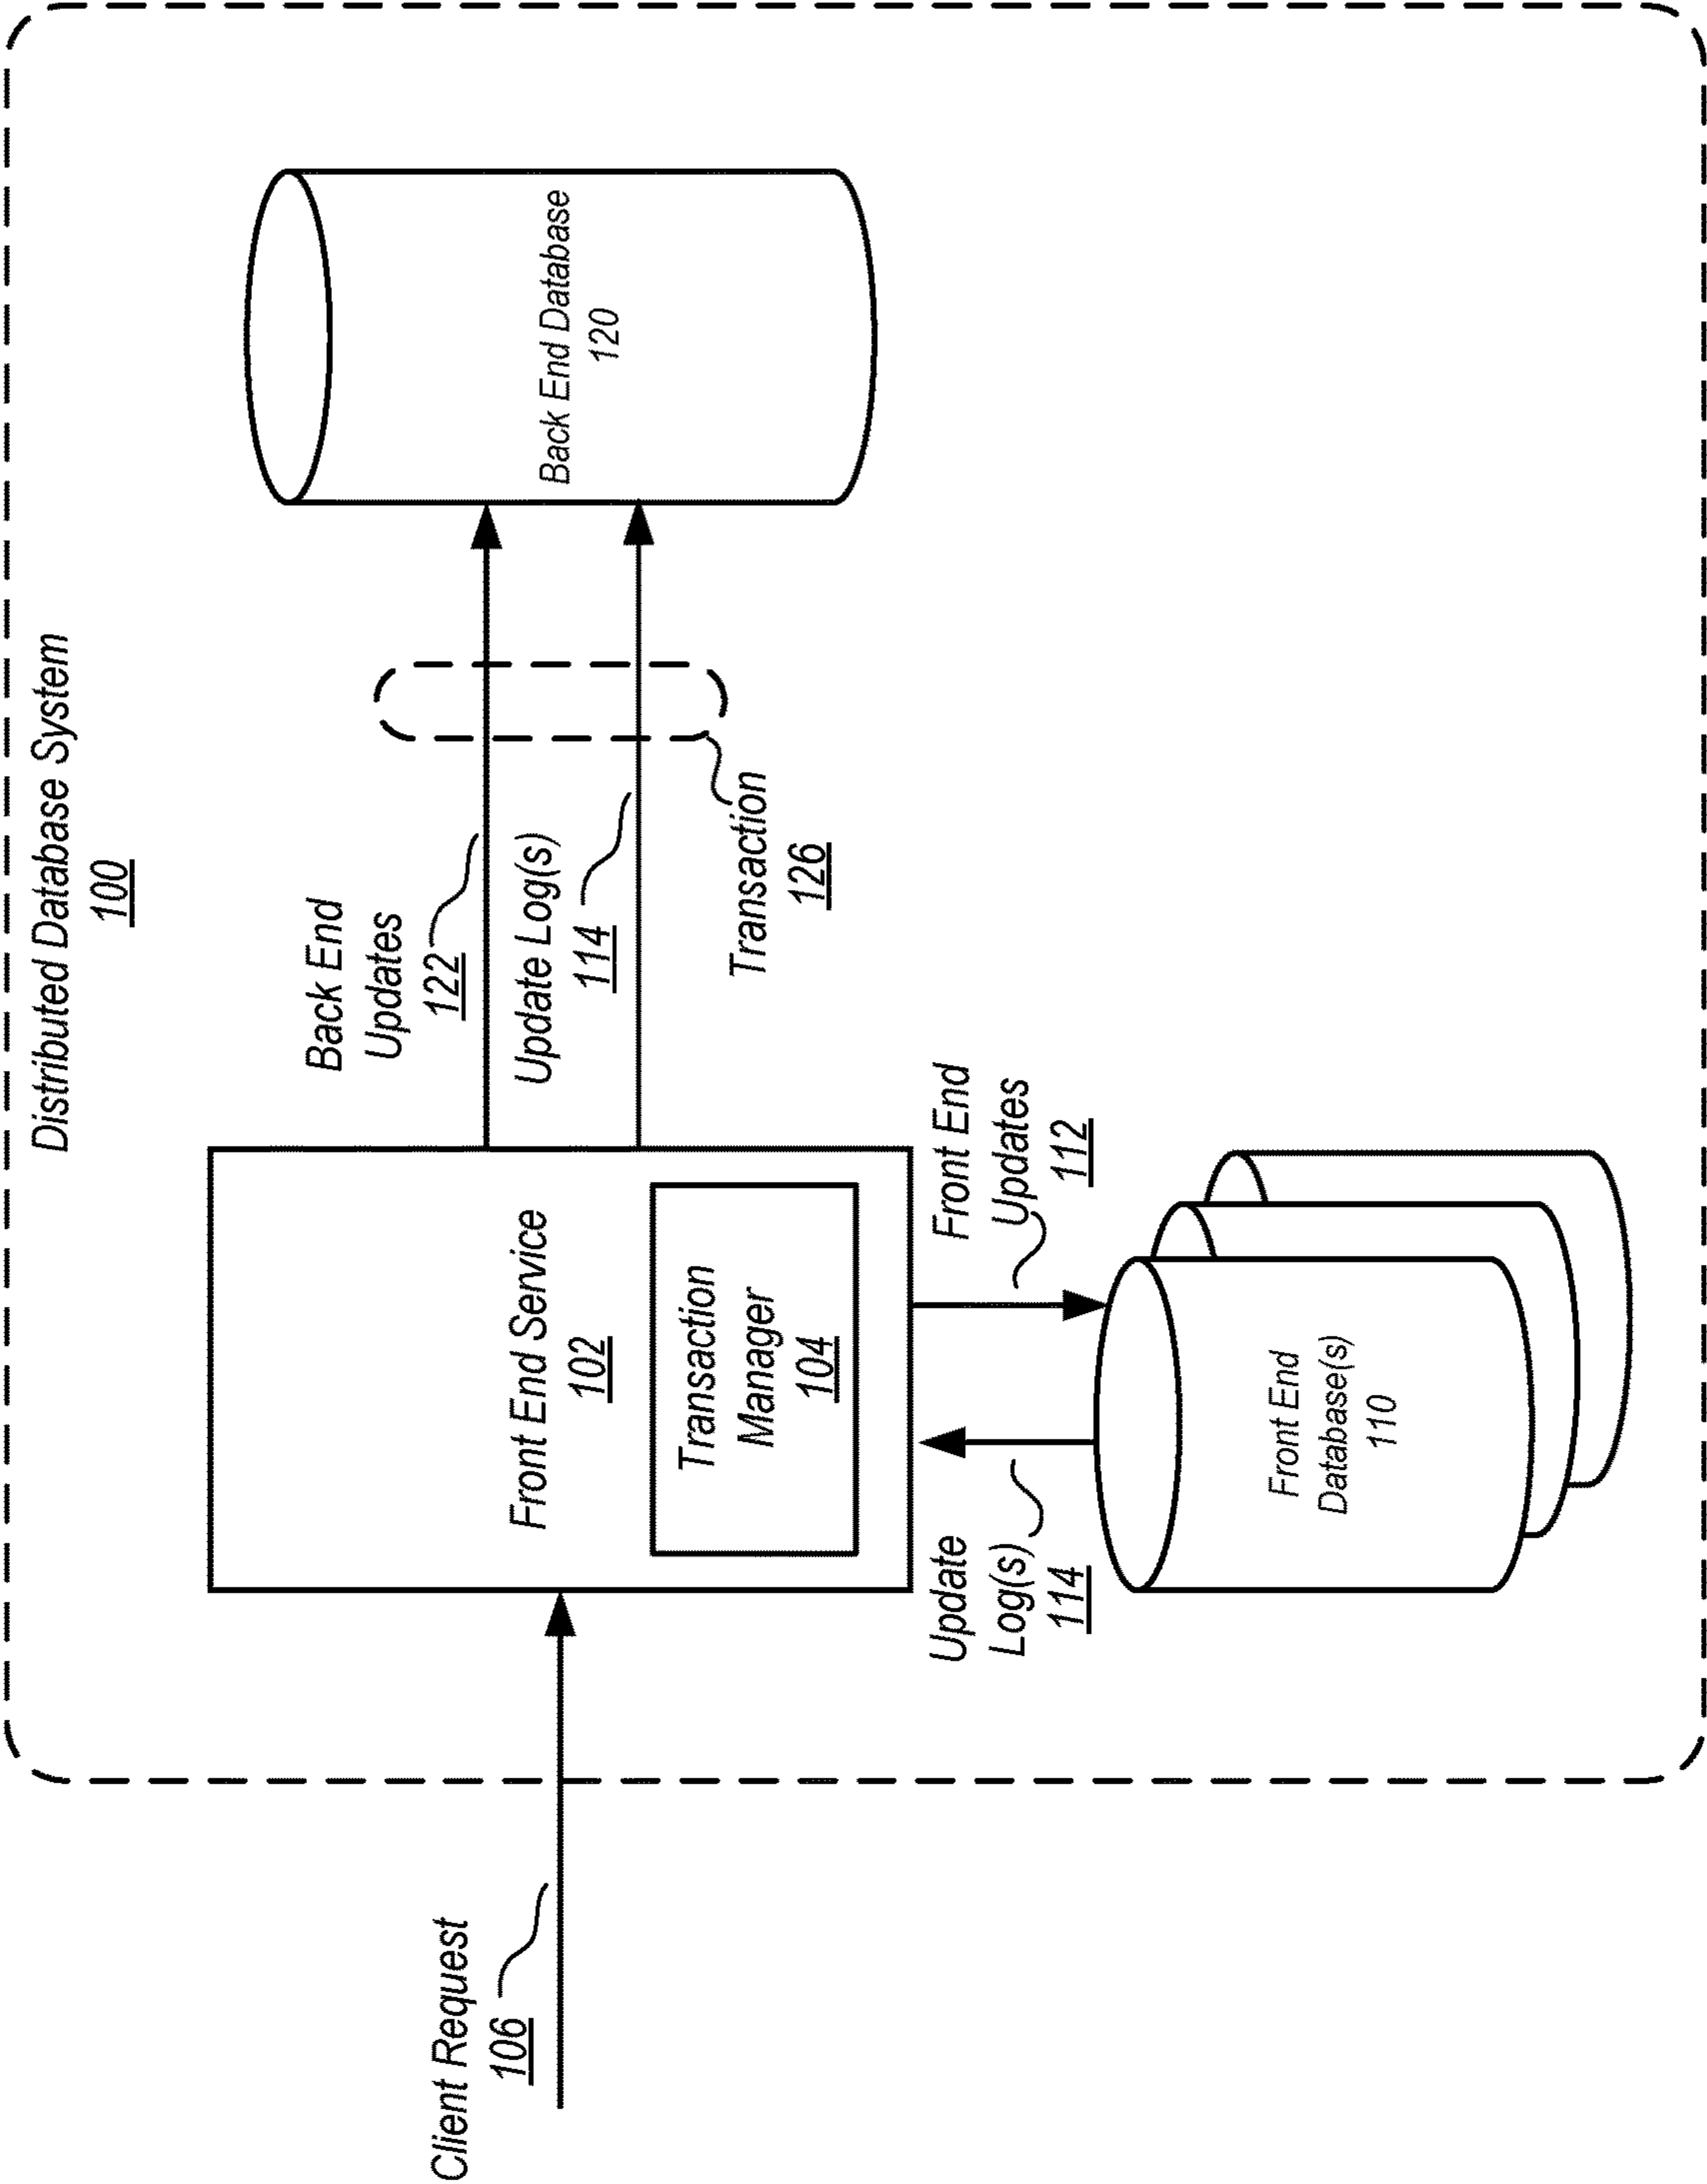 Distributed Database System
100
Client Request
106
Front End Service
102
Transaction
Manager
104
Back End
Updates
122
Update Log(s)
114
Transaction
126
Back End Database
120
Update
Log(s)
114
Front End
Updates
112
Front End
Database(s)
110